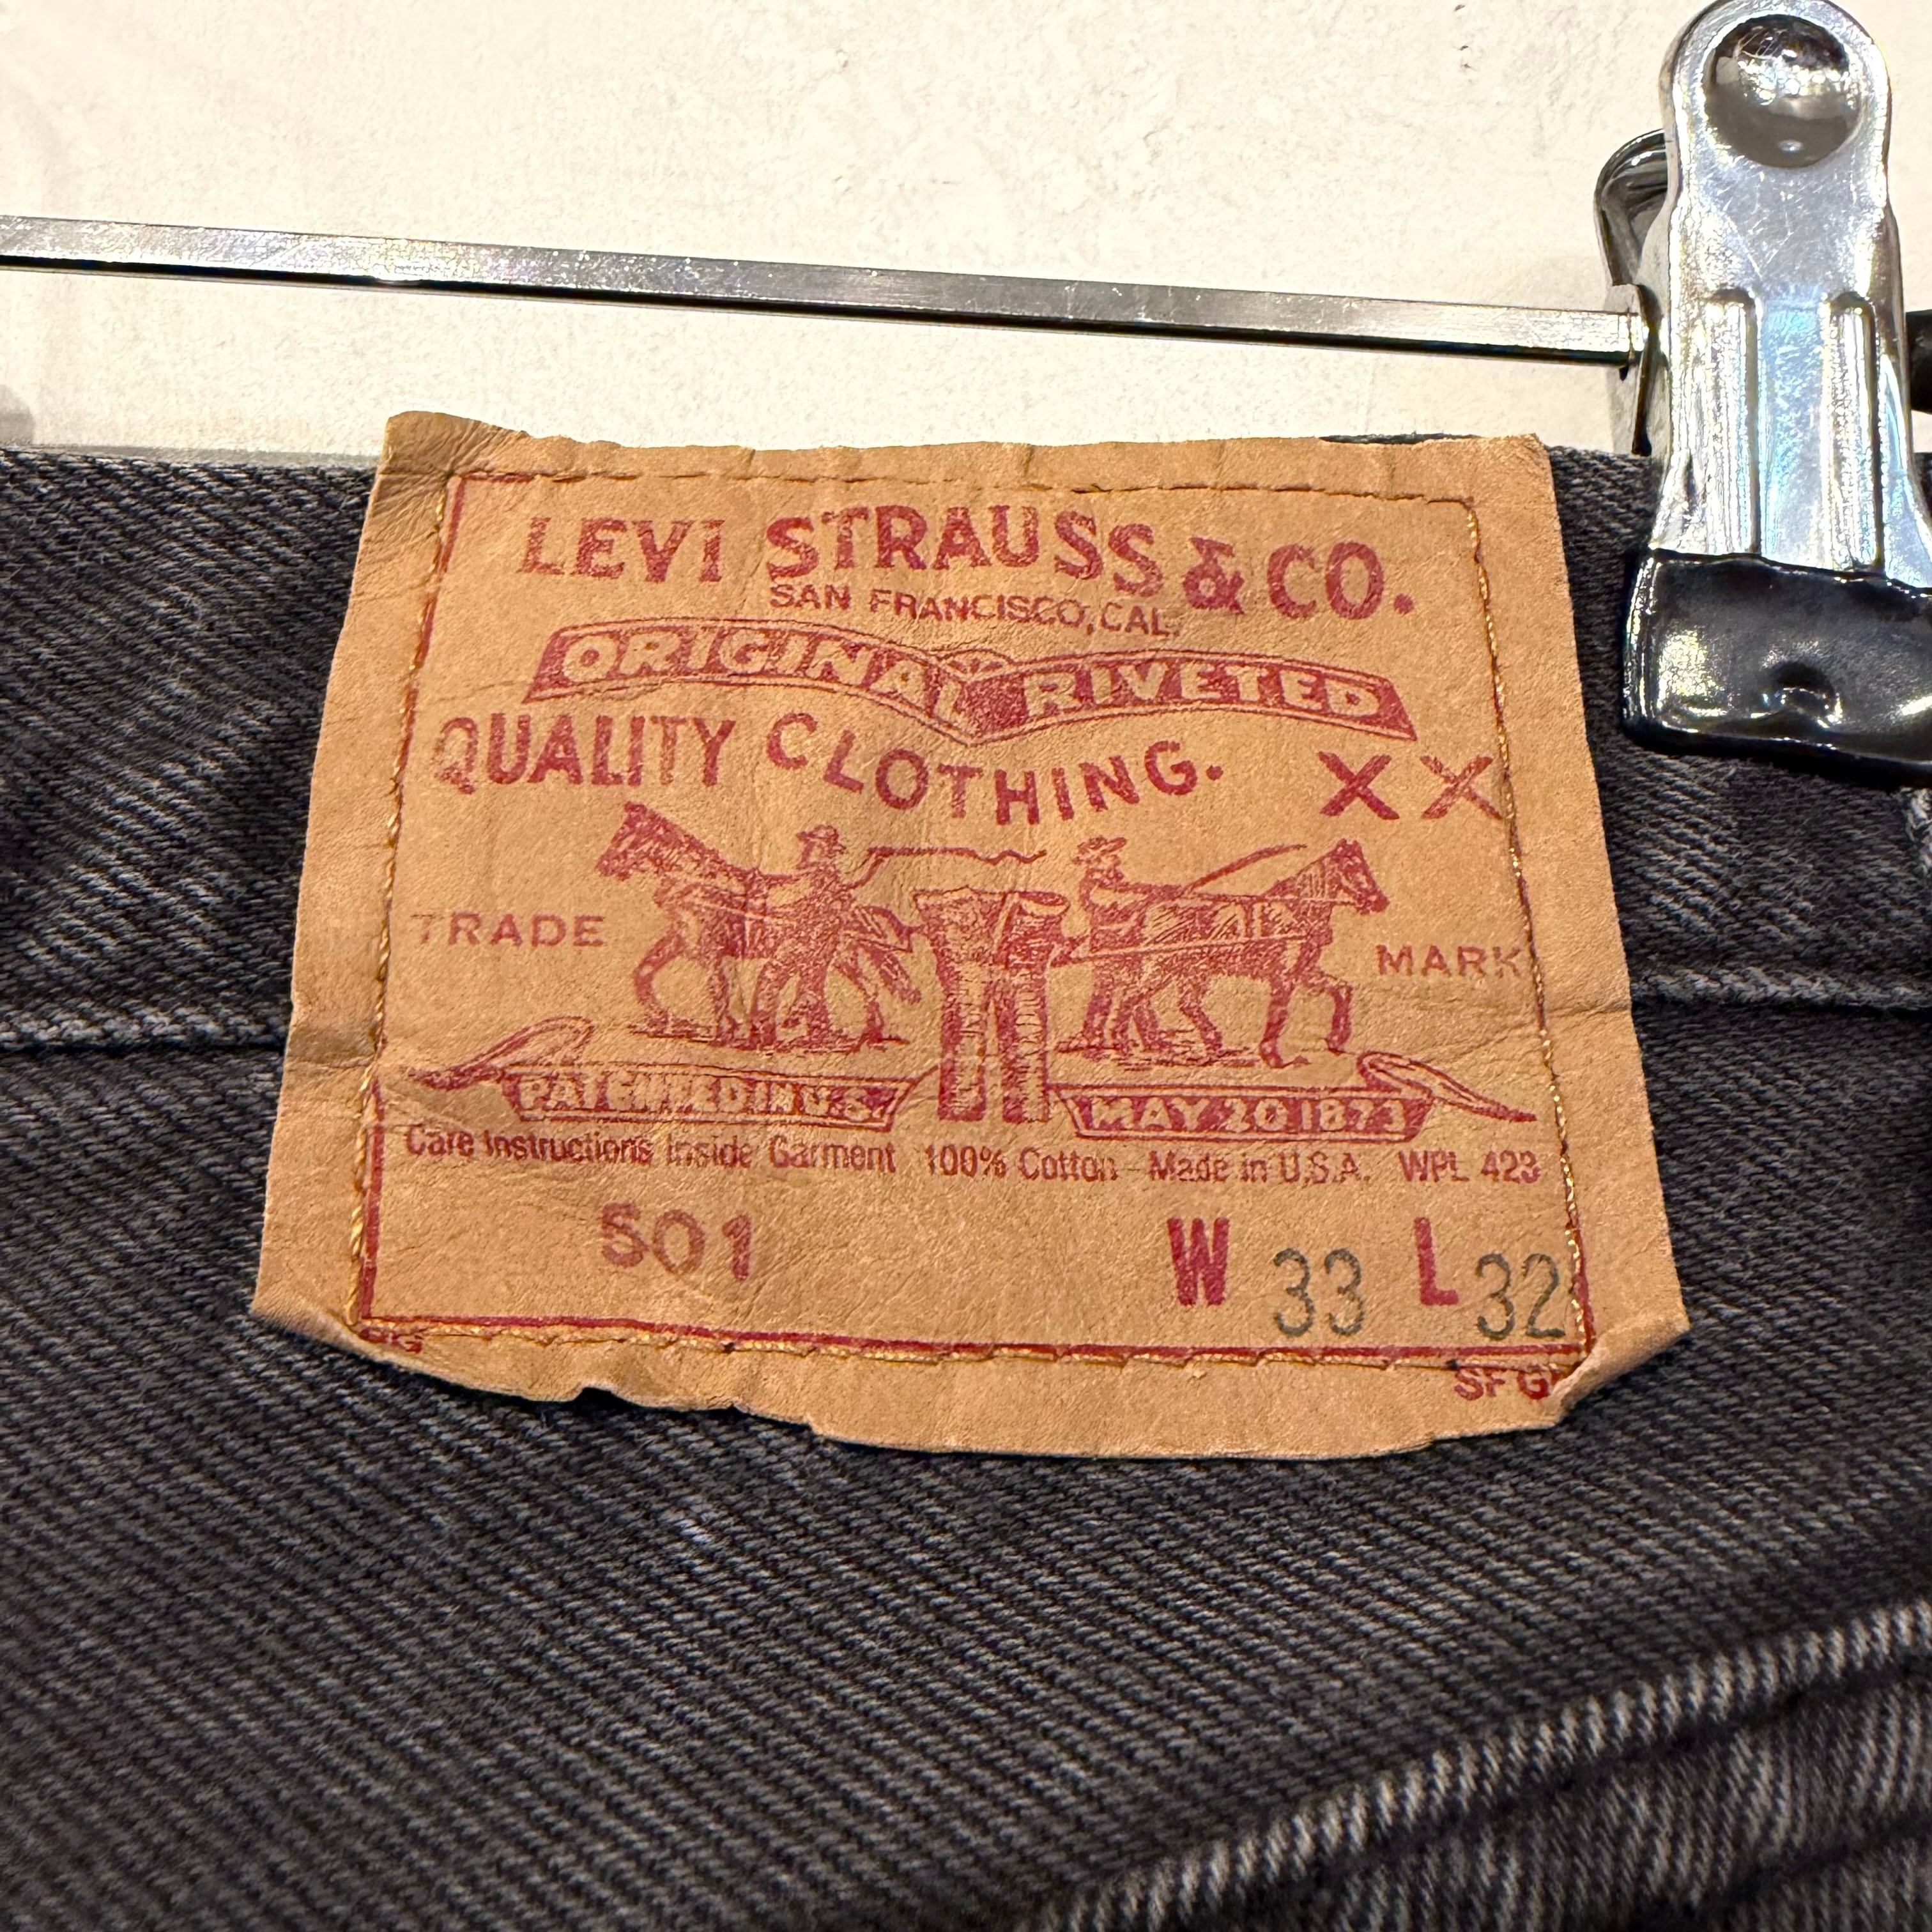 LEVI STRAUSS & CO.
SAN FRANCISCO, CAL.
ORIGINAL RIVETED
QUALITY CLOTHING. XX
TRADE MARK
PATENTED IN U.S. MAY 20 1873
Care Instructions Inside Garment 100% Cotton Made in U.S.A. WPL 423
501 W 33 L 32
SFG